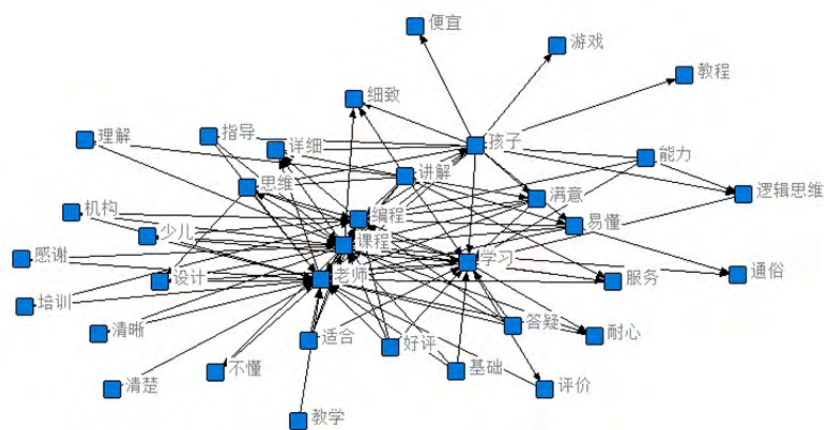 便宜
游戏
教程
细致
指导
理解
详细
孩子
能力
讲解
思维
满意
逻辑思维
机构
编程
易懂
少儿
课程
感谢
学习
通俗
设计
老师
服务
培训
清晰
答疑
耐心
适合
好评
不懂
基础
清楚
评价
教学